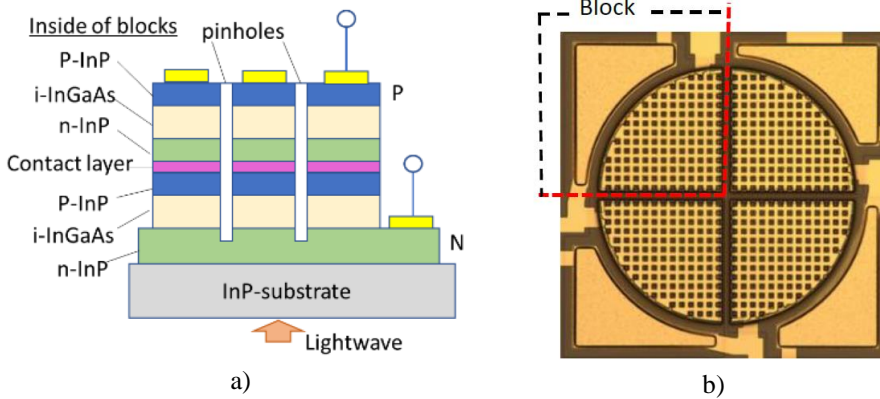 Inside of blocks
pinholes
P-InP
P
i-InGaAs
n-InP
Contact layer
P-InP
i-InGaAs
N
n-InP
InP-substrate
Lightwave
a)
Block
b)